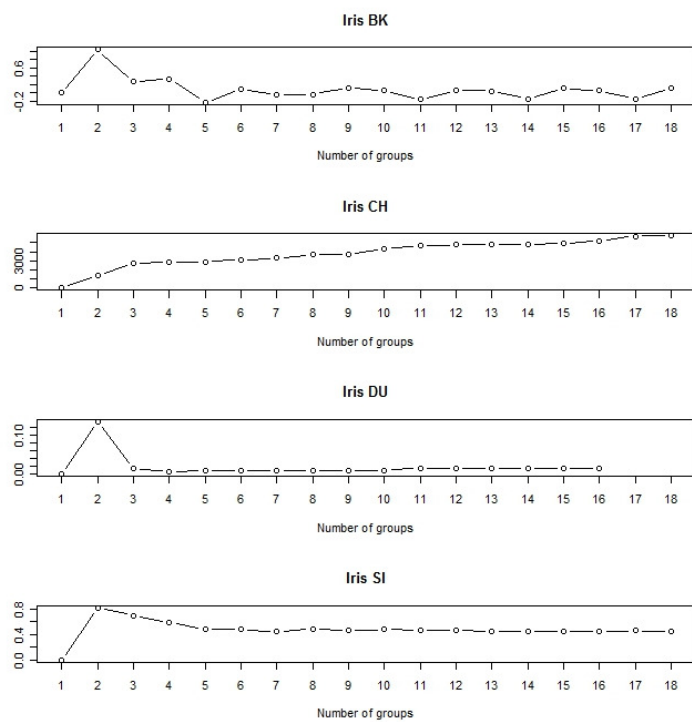 Iris BK
0.6
-0.2
1 2 3 4 5 6 7 8 9 10 11 12 13 14 15 16 17 18
Number of groups
Iris CH
3000
0
1 2 3 4 5 6 7 8 9 10 11 12 13 14 15 16 17 18
Number of groups
Iris DU
0.10
0.00
1 2 3 4 5 6 7 8 9 10 11 12 13 14 15 16 17 18
Number of groups
Iris SI
0.8
0.4
0.0
1 2 3 4 5 6 7 8 9 10 11 12 13 14 15 16 17 18
Number of groups